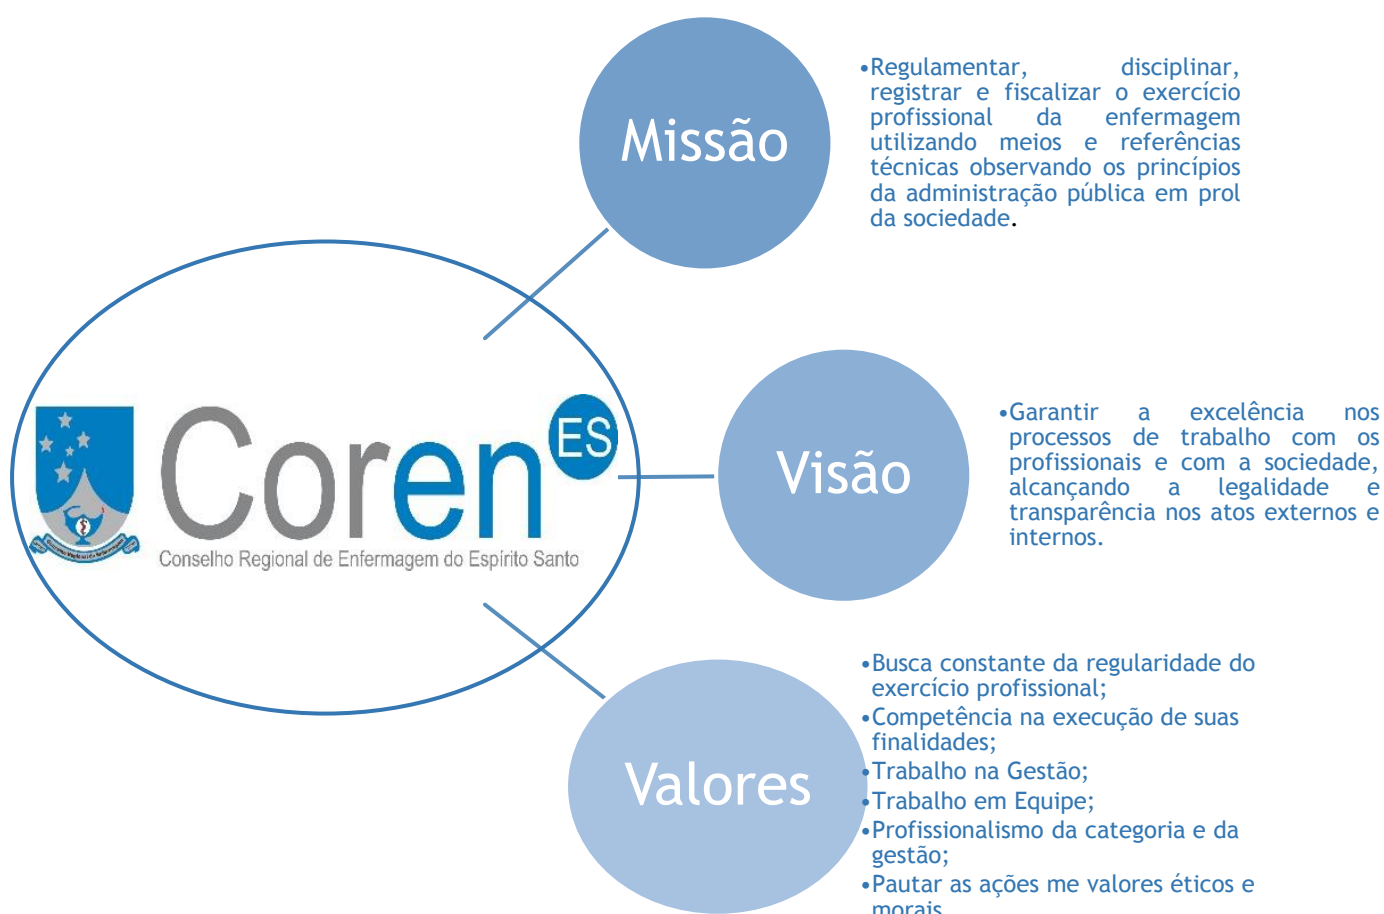 Missão
•Regulamentar, disciplinar,
registrar e fiscalizar o exercício
profissional da enfermagem
utilizando meios e referências
técnicas observando os princípios
da administração pública em prol
da sociedade.
Coren ES
Conselho Regional de Enfermagem do Espírito Santo
Visão
•Garantir a excelência nos
processos de trabalho com os
profissionais e com a sociedade,
alcançando a legalidade e
transparência nos atos externos e
internos.
Valores
•Busca constante da regularidade do
exercício profissional;
•Competência na execução de suas
finalidades;
•Trabalho na Gestão;
•Trabalho em Equipe;
•Profissionalismo da categoria e da
gestão;
•Pautar as ações me valores éticos e
morais